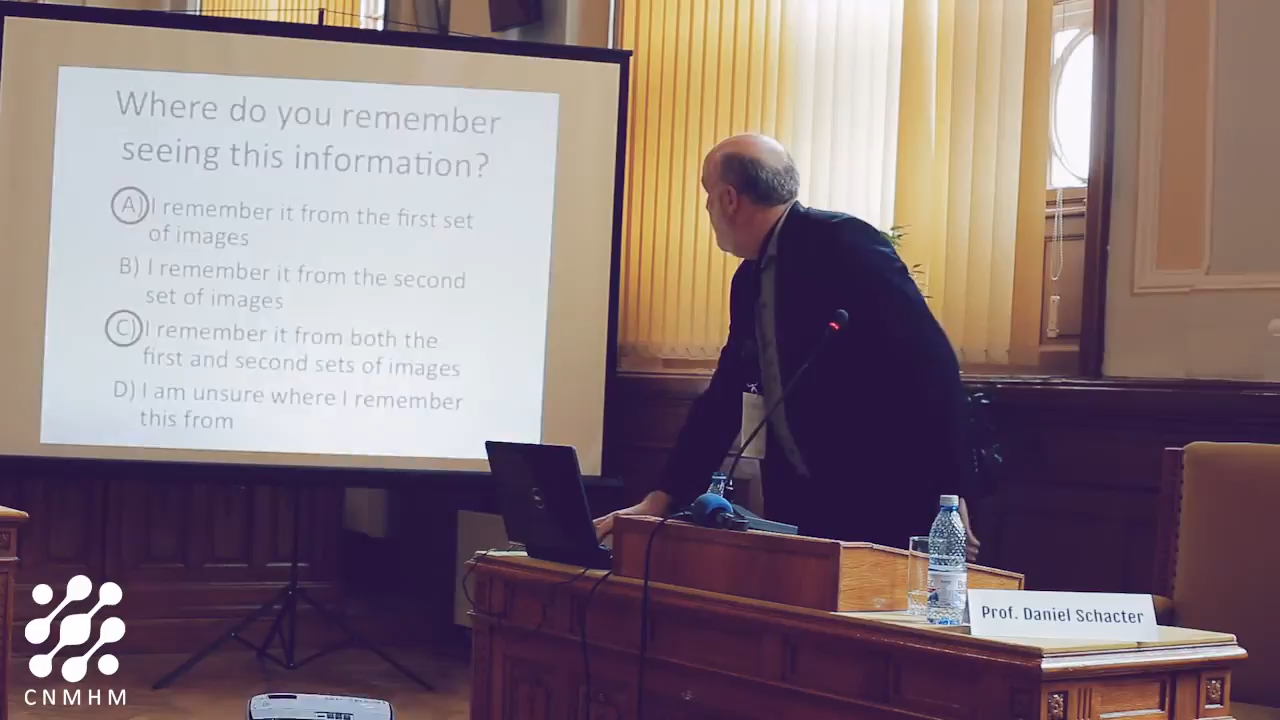 Where do you remember
seeing this information?
A) I remember it from the first set
of images
B) I remember it from the second
set of images
C) I remember it from both the
first and second sets of images
D) I am unsure where I remember
this from
Prof. Daniel Schacter
CNMHM